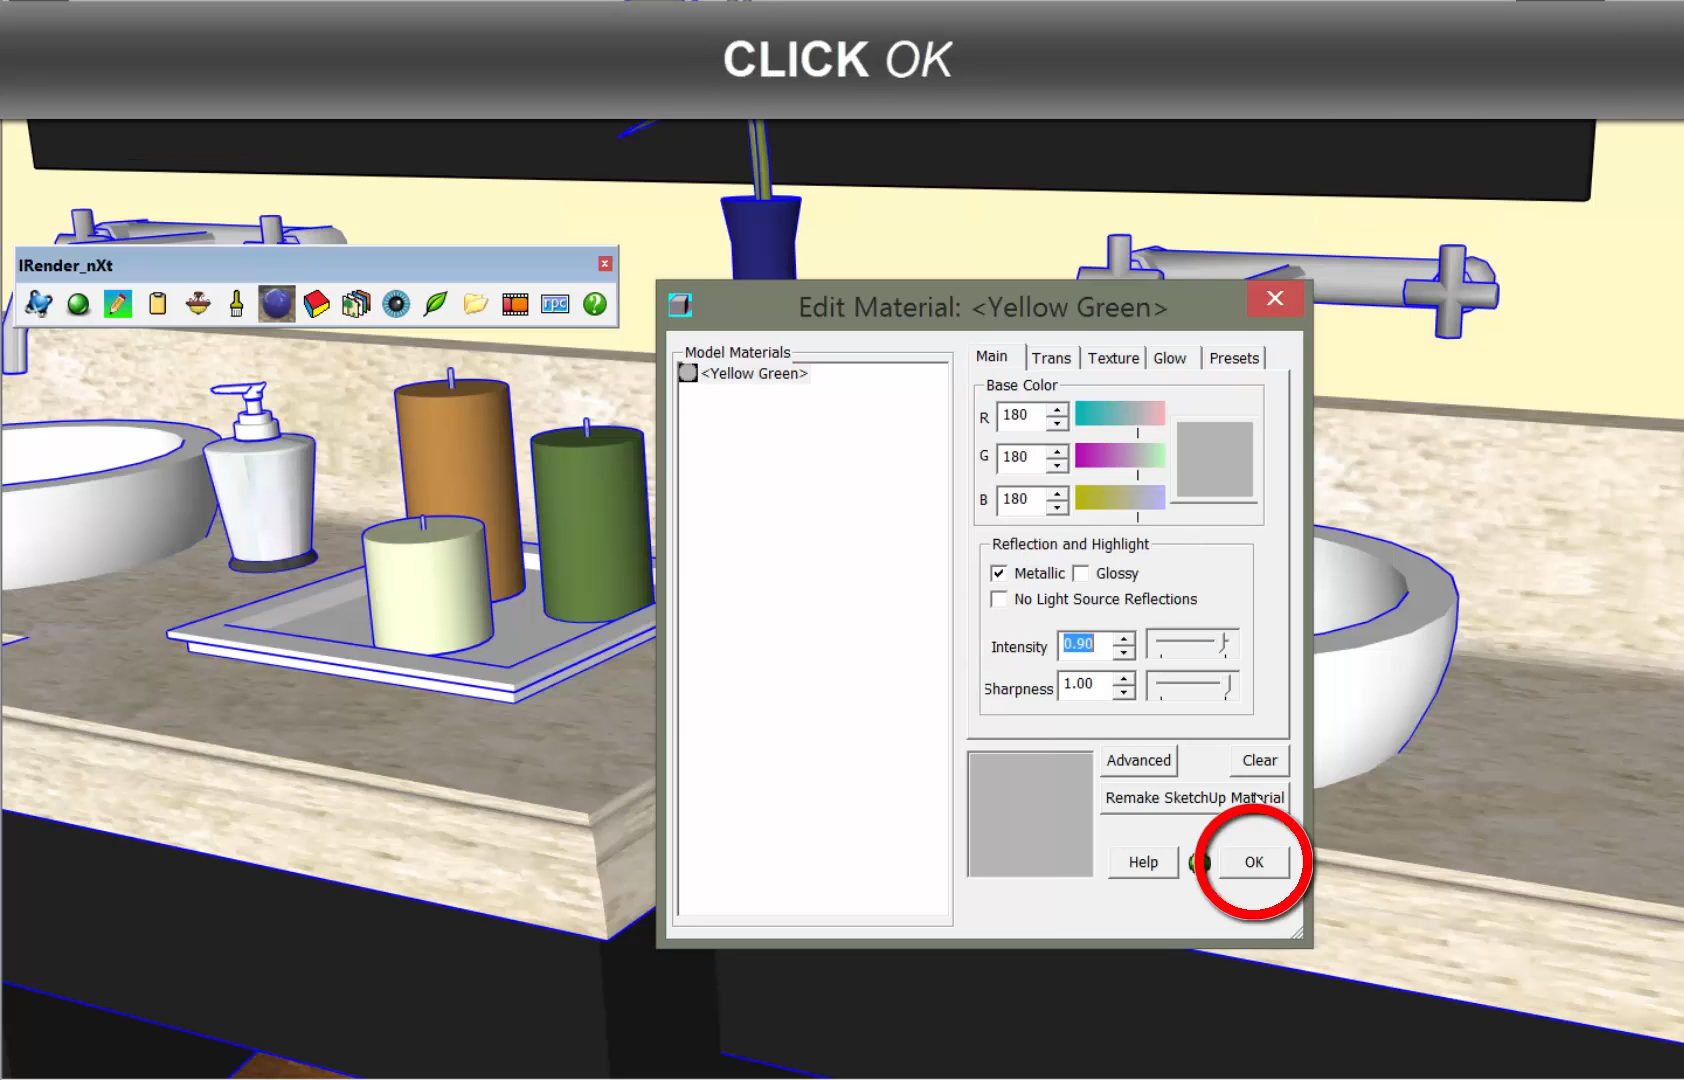 CLICK OK
IRender_nXt
rpc
?
Edit Material: <Yellow Green>
Model Materials
<Yellow Green>
Main Trans Texture Glow Presets
Base Color
R 180
G 180
B 180
Reflection and Highlight
Metallic Glossy
No Light Source Reflections
Intensity 0.90
Sharpness 1.00
Advanced Clear
Remake SketchUp Material
Help OK